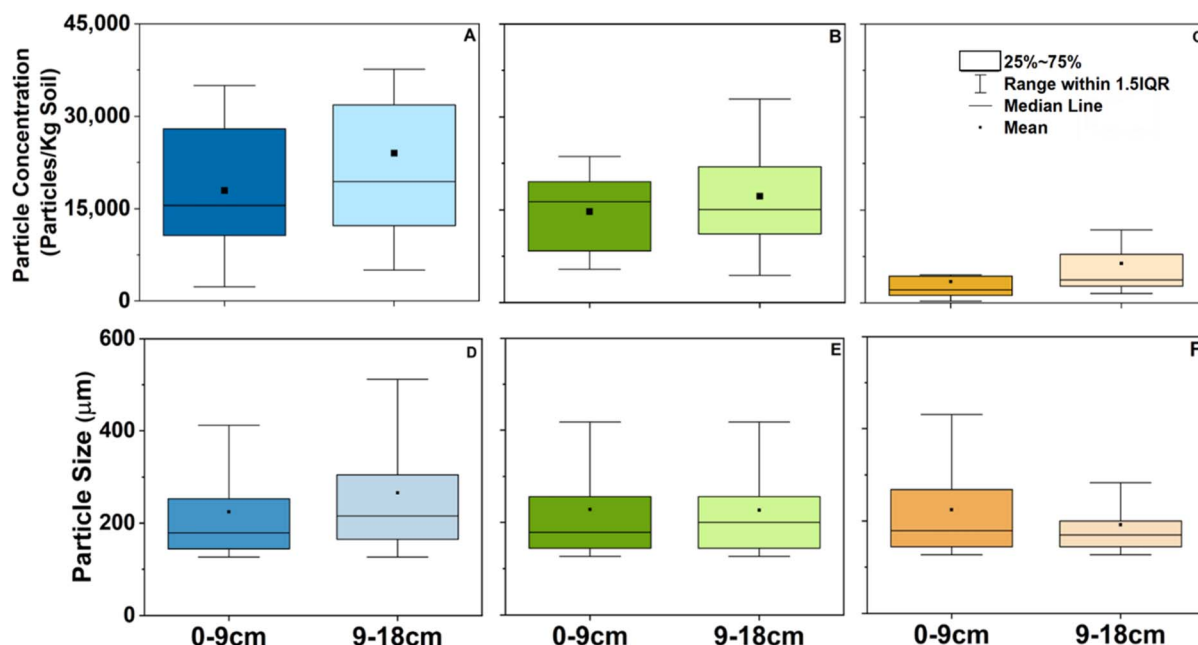 45,000
30,000
15,000
0
Particle Concentration
(Particles/Kg Soil)
A
B
C
25%~75%
Range within 1.5IQR
Median Line
Mean
600
400
200
0
Particle Size (μm)
D
E
F
0-9cm
9-18cm
0-9cm
9-18cm
0-9cm
9-18cm